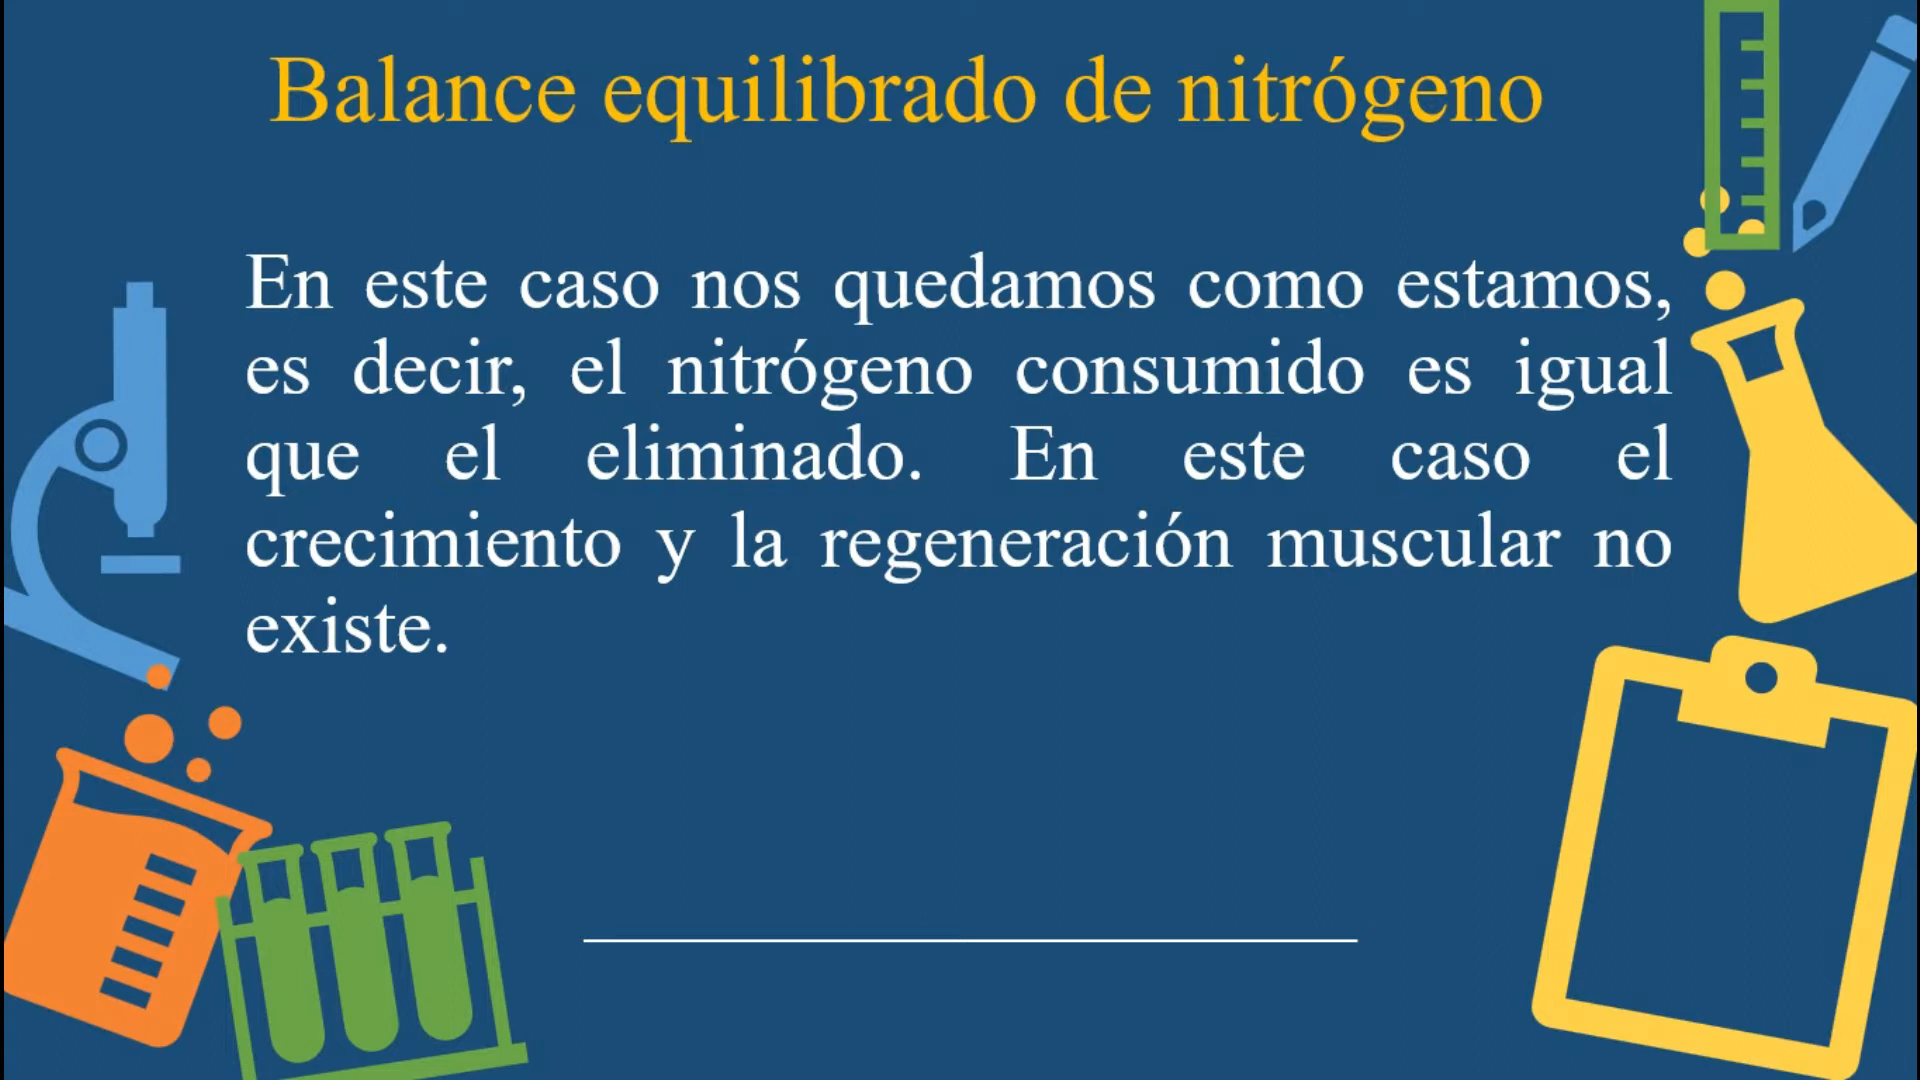 Balance equilibrado de nitrógeno
En este caso nos quedamos como estamos,
es decir, el nitrógeno consumido es igual
que el eliminado. En este caso el
crecimiento y la regeneración muscular no
existe.